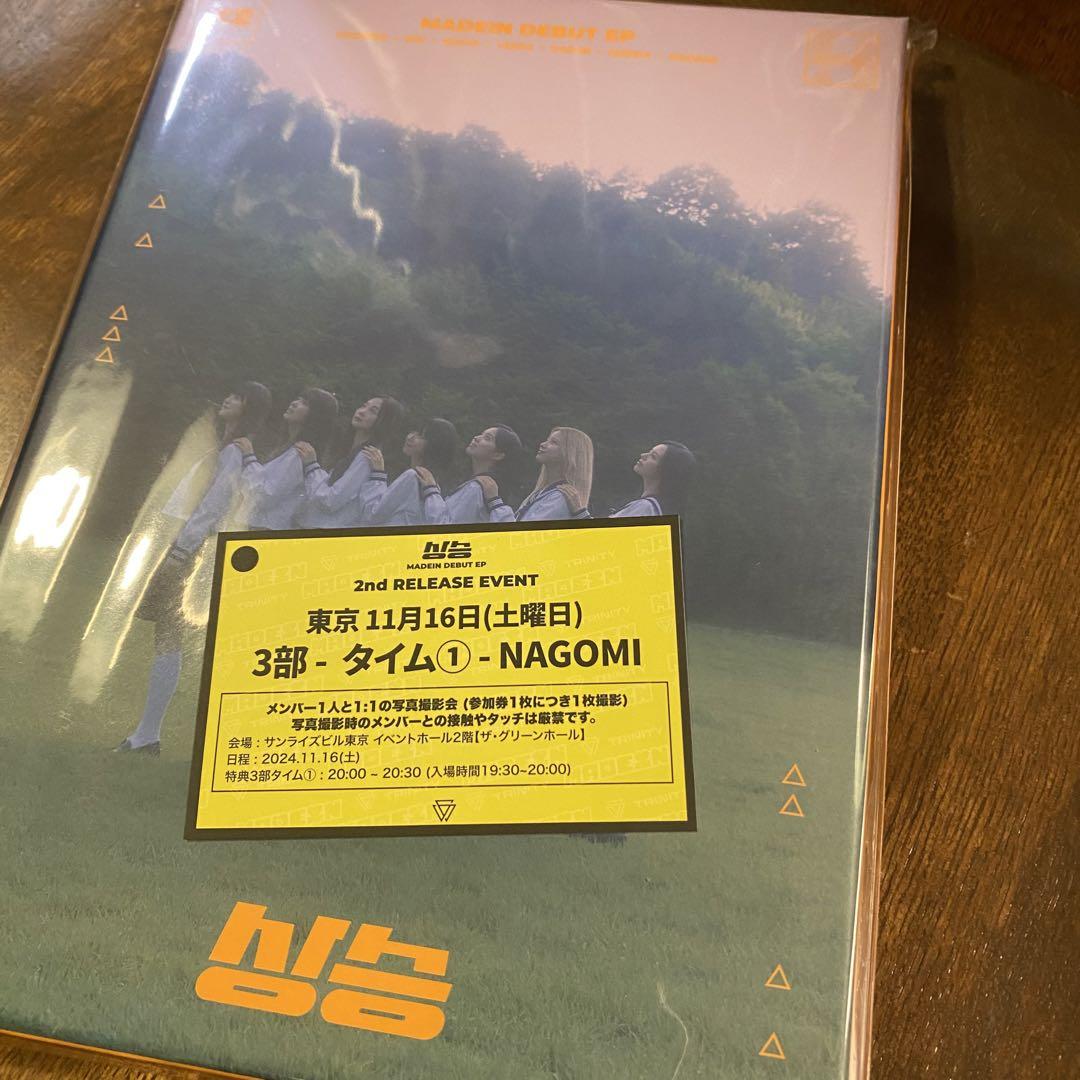 MADEIN DEBUT EP
상승
MADEIN DEBUT EP
2nd RELEASE EVENT
東京 11月16日(土曜日)
3部 - タイム① - NAGOMI
メンバー1人と1:1の写真撮影会 (参加券1枚につき1枚撮影)
写真撮影時のメンバーとの接触やタッチは厳禁です。
会場 : サンライズビル東京 イベントホール2階【ザ・グリーンホール】
日程 : 2024.11.16(土)
特典3部タイム① : 20:00 ~ 20:30 (入場時間19:30~20:00)
상승